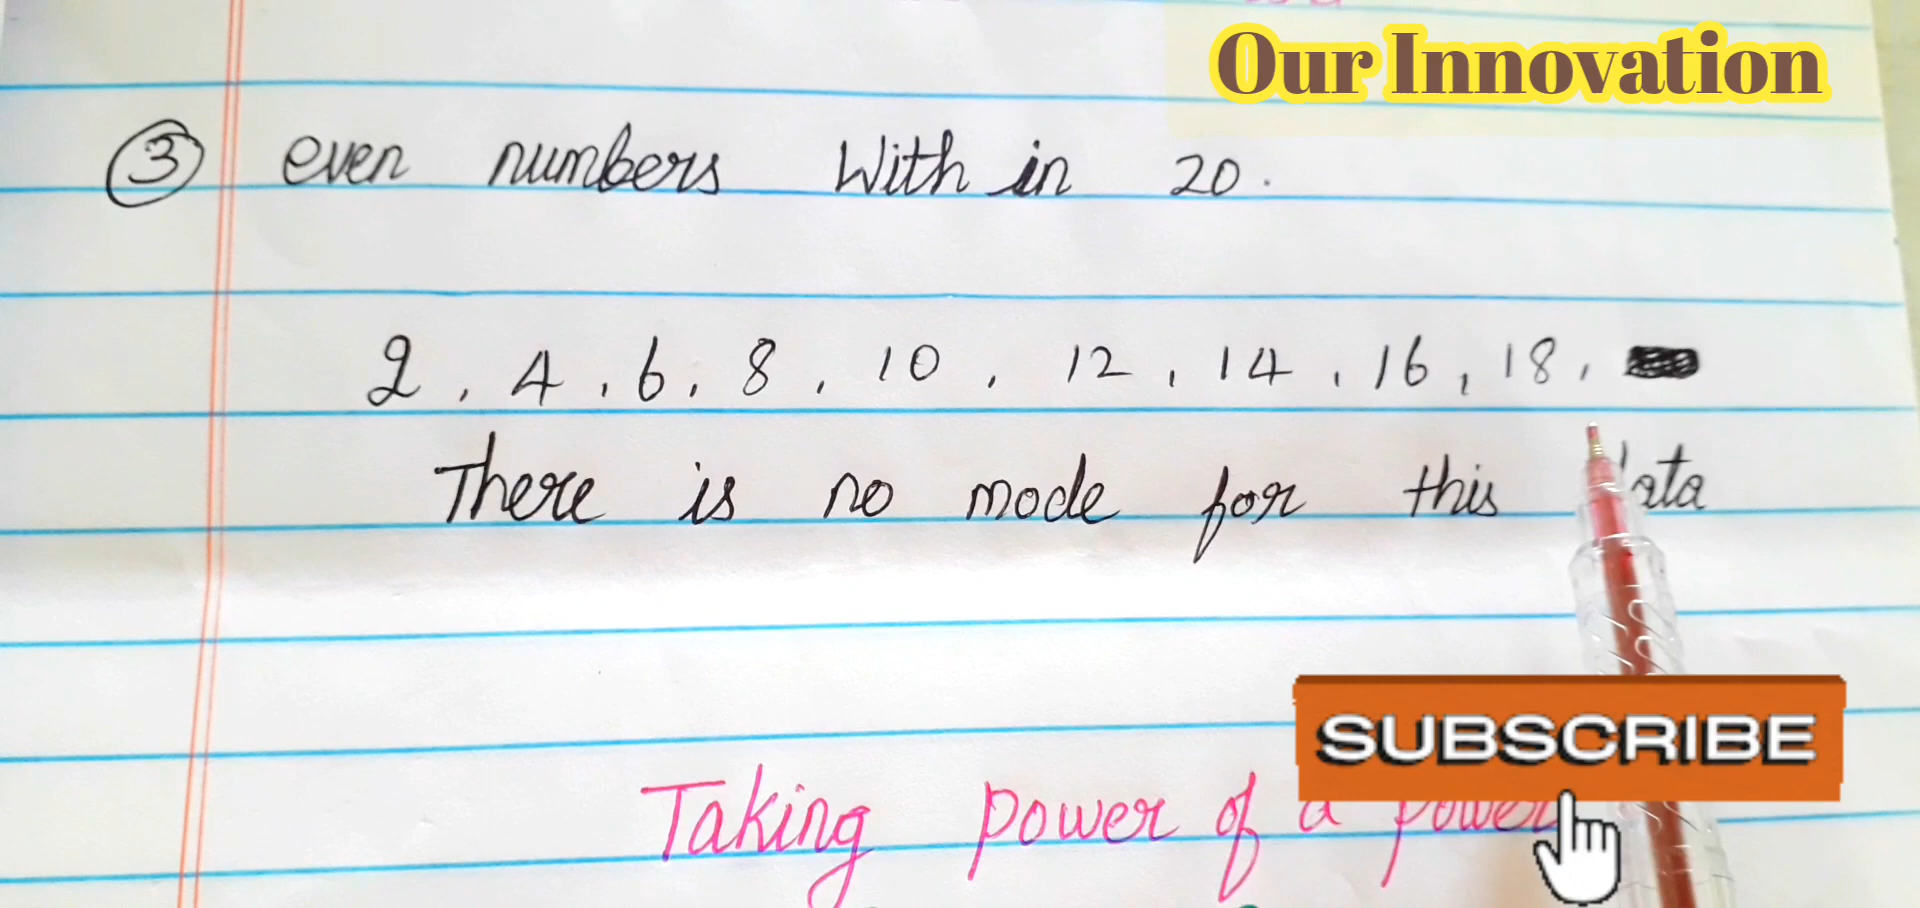 Our Innovation
③ even numbers With in 20.
2, 4, 6, 8, 10, 12, 14, 16, 18,
There is no mode for this
SUBSCRIBE
Taking power of a power